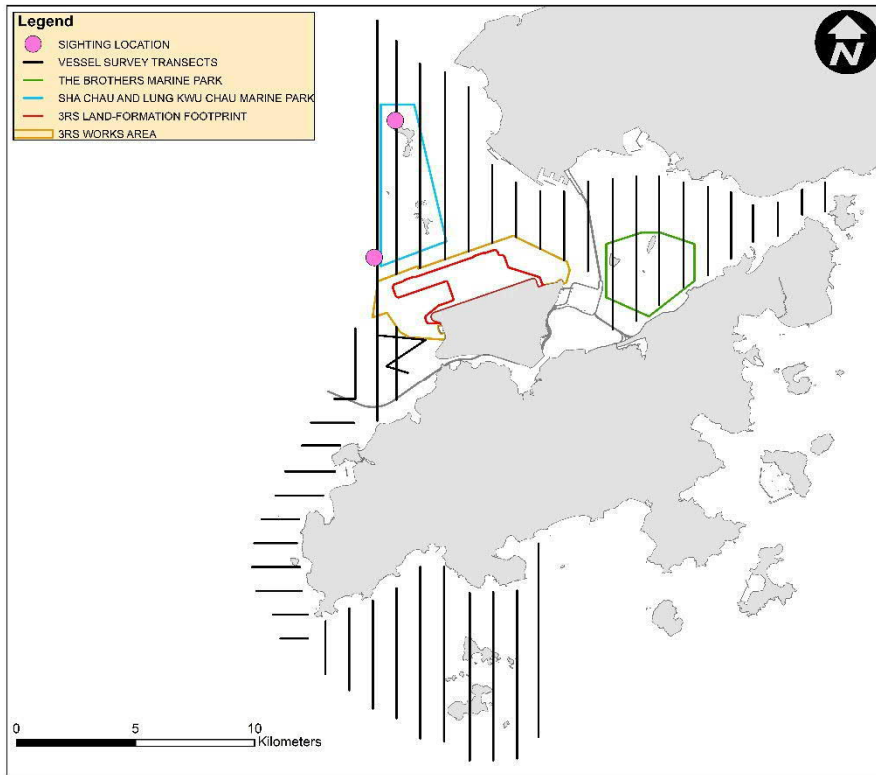 Legend
SIGHTING LOCATION
VESSEL SURVEY TRANSECTS
THE BROTHERS MARINE PARK
SHA CHAU AND LUNG KWU CHAU MARINE PARK
3RS LAND-FORMATION FOOTPRINT
3RS WORKS AREA
N
0 5 10
Kilometers